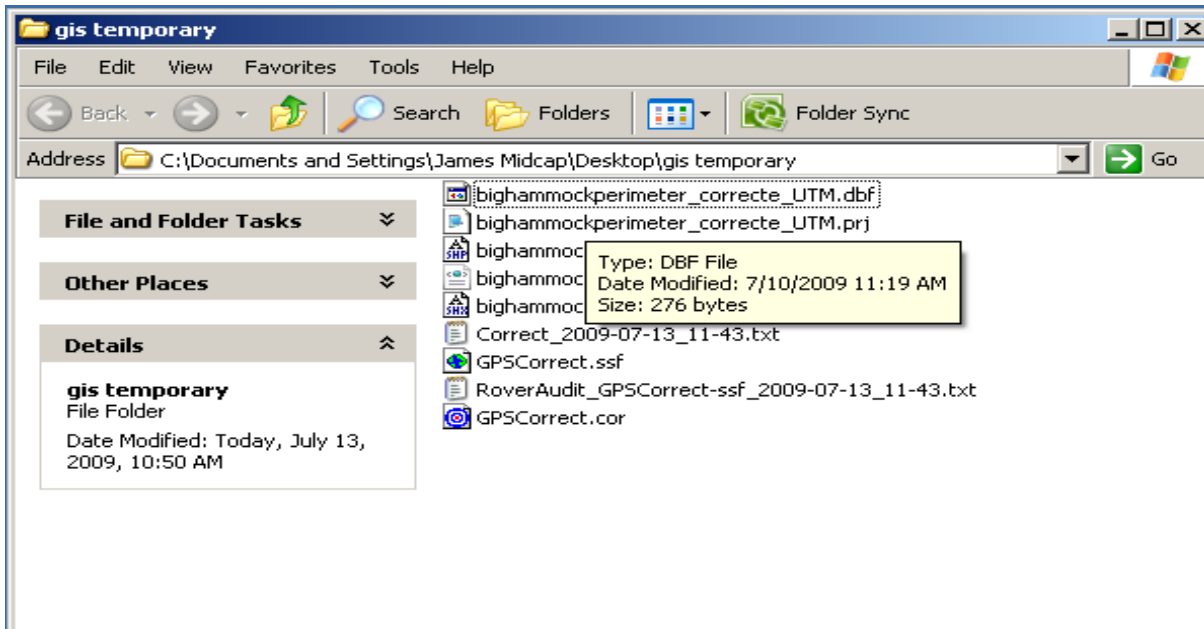 gis temporary
File Edit View Favorites Tools Help
Back Search Folders Folder Sync
Address C:\Documents and Settings\James Midcap\Desktop\gis temporary Go
File and Folder Tasks
Other Places
Details
gis temporary
File Folder
Date Modified: Today, July 13,
2009, 10:50 AM
bighammockperimeter_correcte_UTM.dbf
bighammockperimeter_correcte_UTM.prj
bighammoc
SHP
bighammoc
bighammoc
SHX
Type: DBF File
Date Modified: 7/10/2009 11:19 AM
Size: 276 bytes
Correct_2009-07-13_11-43.txt
GPSCorrect.ssf
RoverAudit_GPSCorrect-ssf_2009-07-13_11-43.txt
GPSCorrect.cor